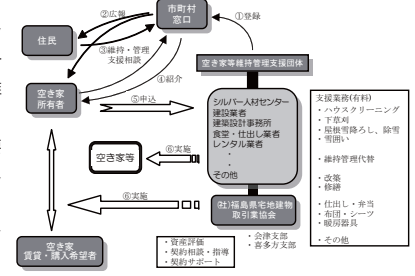 市町村
窓口
②広報
①登録
住民
③維持・管理
支援相談
空き家等維持管理支援団体
④紹介
空き家
所有者
⑤申込
シルバー人材センター
建設業者
建築設計事務所
食堂・仕出し業者
レンタル業者
・
・
その他
支援業務(有料)
・ハウスクリーニング
・下草刈
・屋根雪降ろし、除雪
・雪囲い
・維持管理代替
・改築
・修繕
・仕出し・弁当
・布団・シーツ
・暖房器具
・その他
空き家等
⑥実施
⑥実施
(社)福島県宅地建物
取引業協会
空き家
賃貸・購入希望者
・資産評価
・契約相談・指導
・契約サポート
・会津支部
・喜多方支部